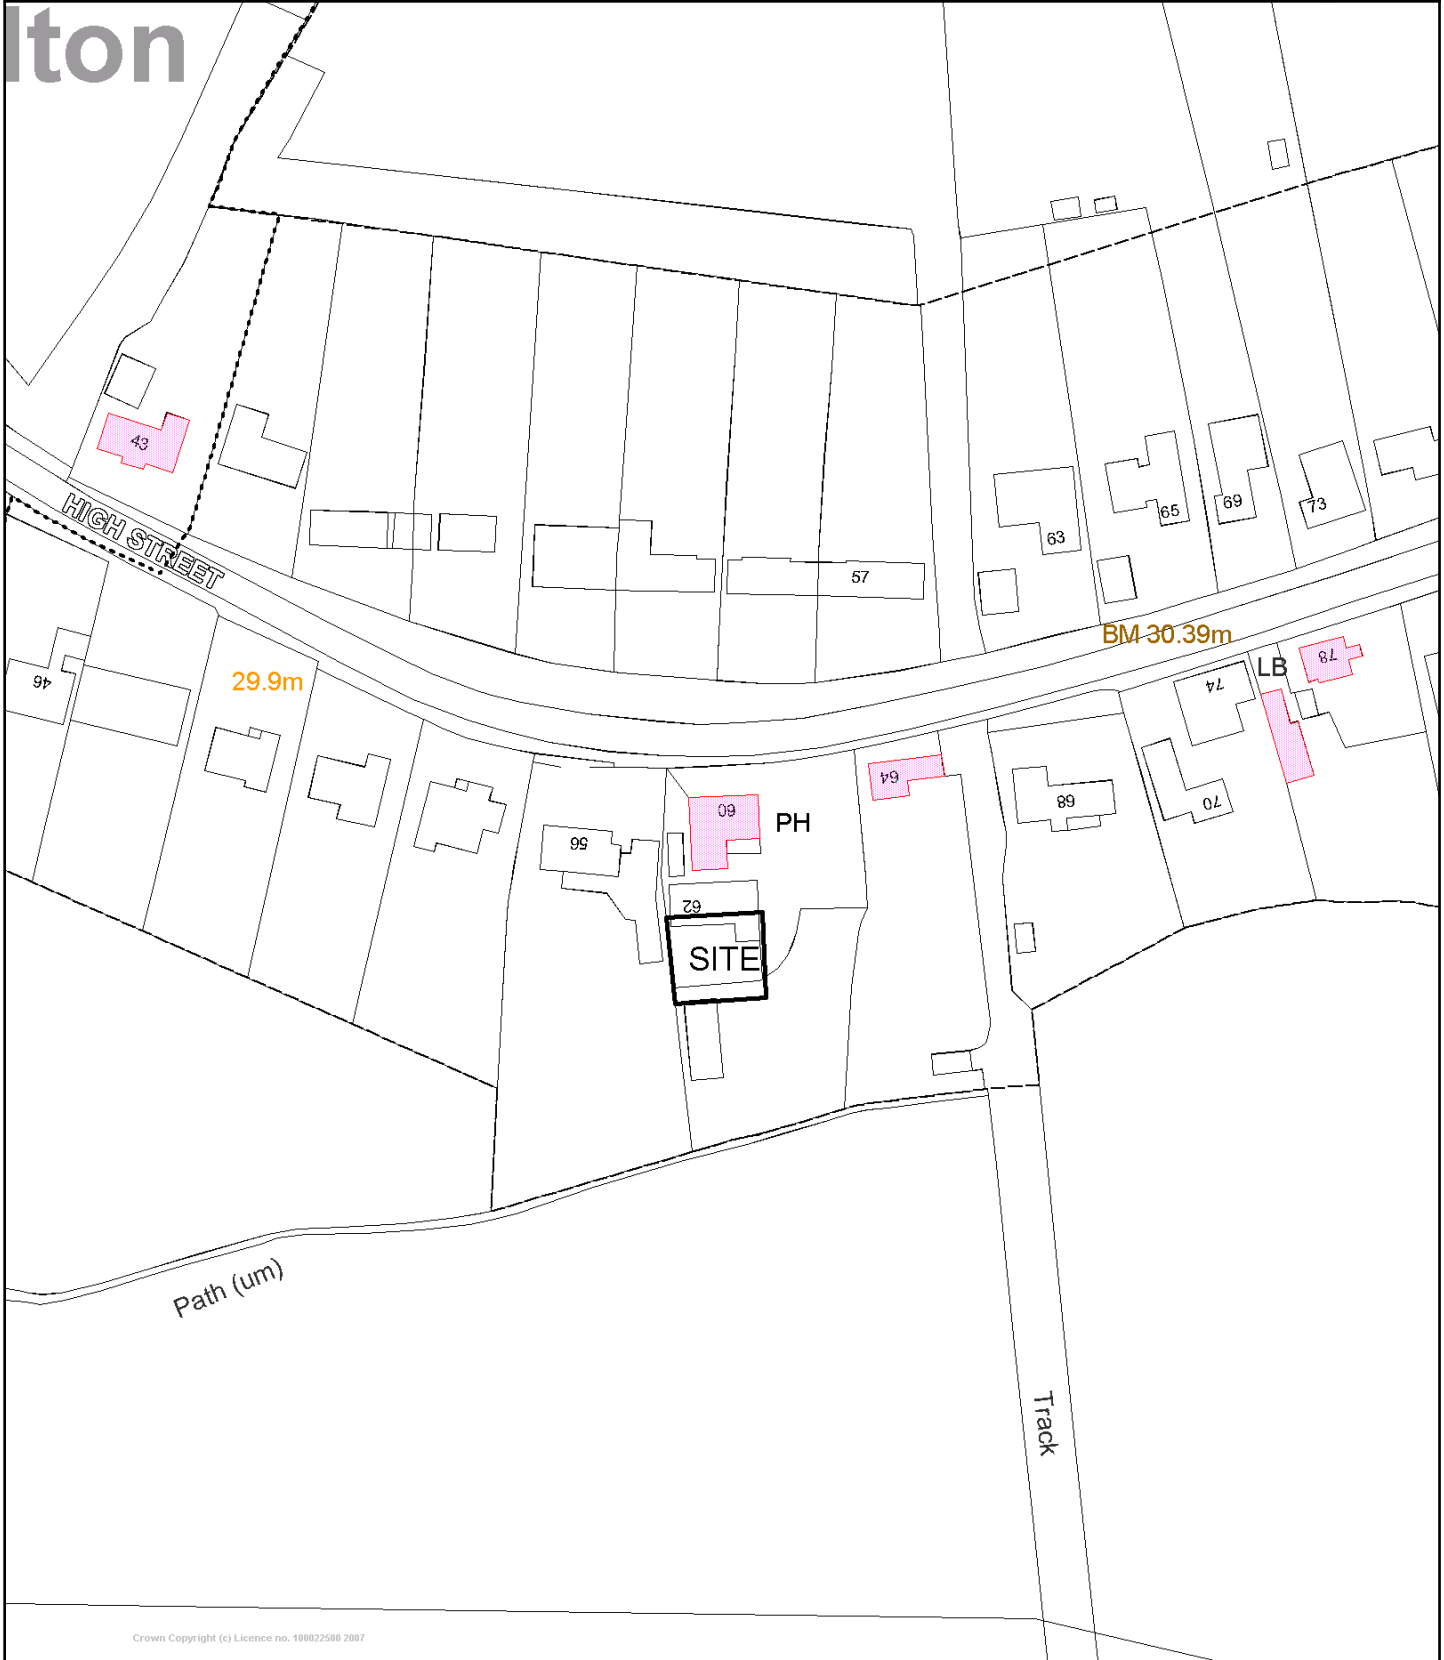 lton
43
HIGH STREET
57
63
65
69
73
BM 30.39m
46
29.9m
LB
78
74
64
68
70
60
PH
56
62
SITE
Path (um)
Track
Crown Copyright (c) Licence no. 100022500 2007